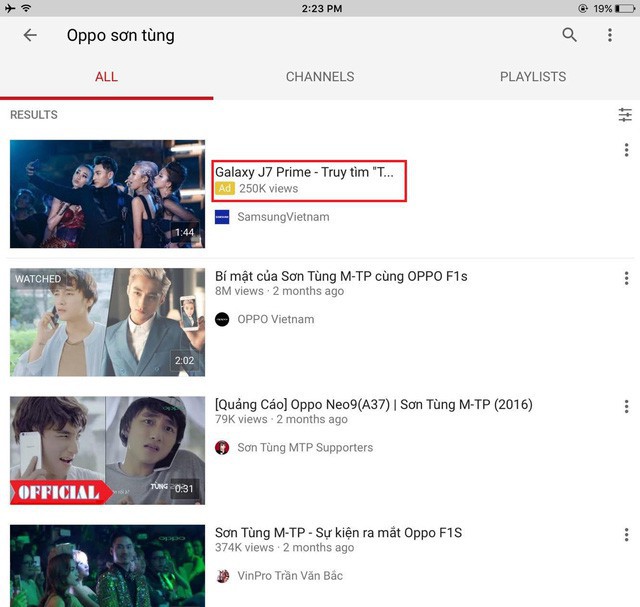 2:23 PM
19%
Oppo sơn tùng
ALL
CHANNELS
PLAYLISTS
RESULTS
Galaxy J7 Prime - Truy tìm "T...
Ad 250K views
SAMSUNG SamsungVietnam
1:44
WATCHED
Bí mật của Sơn Tùng M-TP cùng OPPO F1s
8M views · 2 months ago
OPPO Vietnam
2:02
[Quảng Cáo] Oppo Neo9(A37) | Sơn Tùng M-TP (2016)
79K views · 2 months ago
Sơn Tùng MTP Supporters
OFFICIAL
TÙNG
0:31
Sơn Tùng M-TP - Sự kiện ra mắt Oppo F1S
374K views · 2 months ago
VinPro Trần Văn Bắc